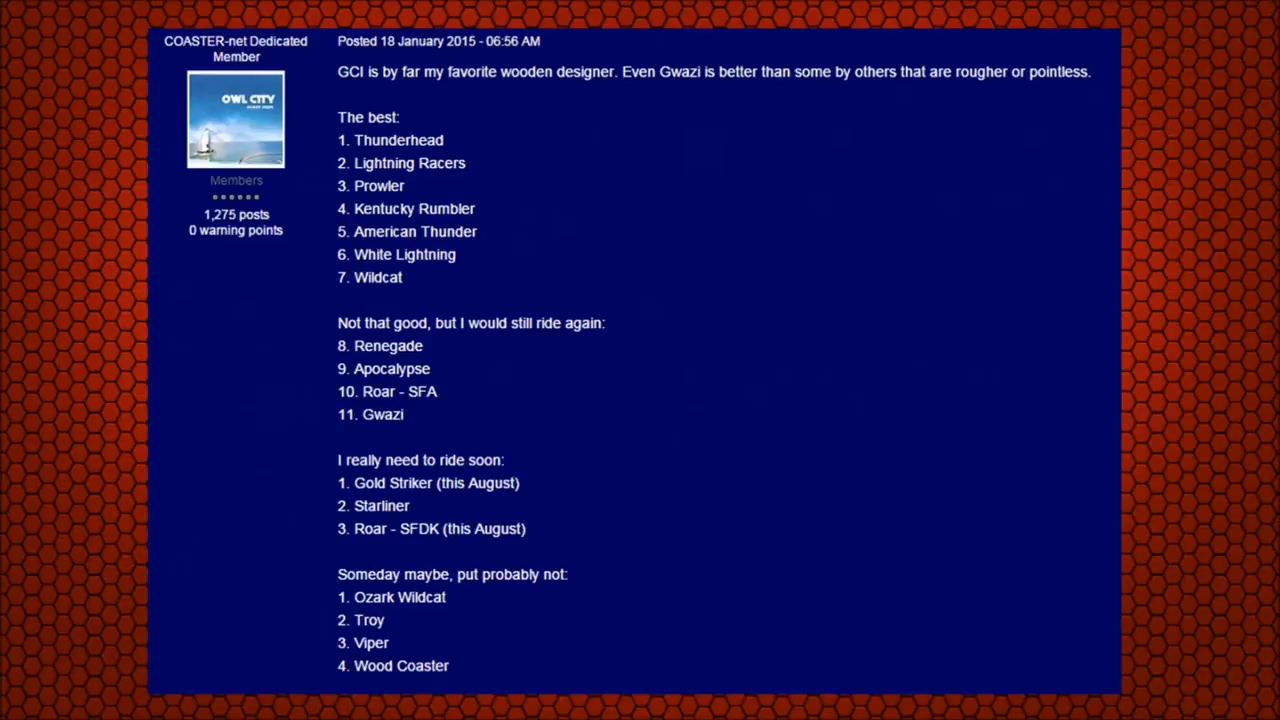 COASTER-net Dedicated
Member
OWL CITY
Members
1,275 posts
0 warning points
Posted 18 January 2015 - 06:56 AM
GCI is by far my favorite wooden designer. Even Gwazi is better than some by others that are rougher or pointless.
The best:
1. Thunderhead
2. Lightning Racers
3. Prowler
4. Kentucky Rumbler
5. American Thunder
6. White Lightning
7. Wildcat
Not that good, but I would still ride again:
8. Renegade
9. Apocalypse
10. Roar - SFA
11. Gwazi
I really need to ride soon:
1. Gold Striker (this August)
2. Starliner
3. Roar - SFDK (this August)
Someday maybe, put probably not:
1. Ozark Wildcat
2. Troy
3. Viper
4. Wood Coaster